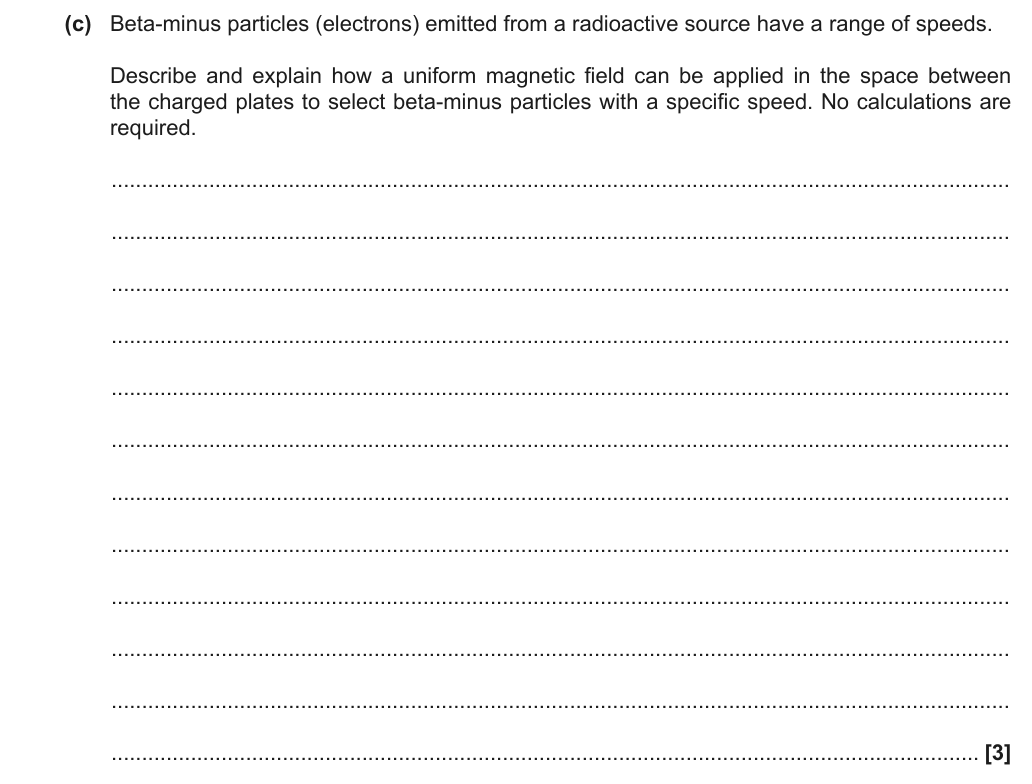 (c) Beta-minus particles (electrons) emitted from a radioactive source have a range of speeds.
Describe and explain how a uniform magnetic field can be applied in the space between
the charged plates to select beta-minus particles with a specific speed. No calculations are
required.
[3]